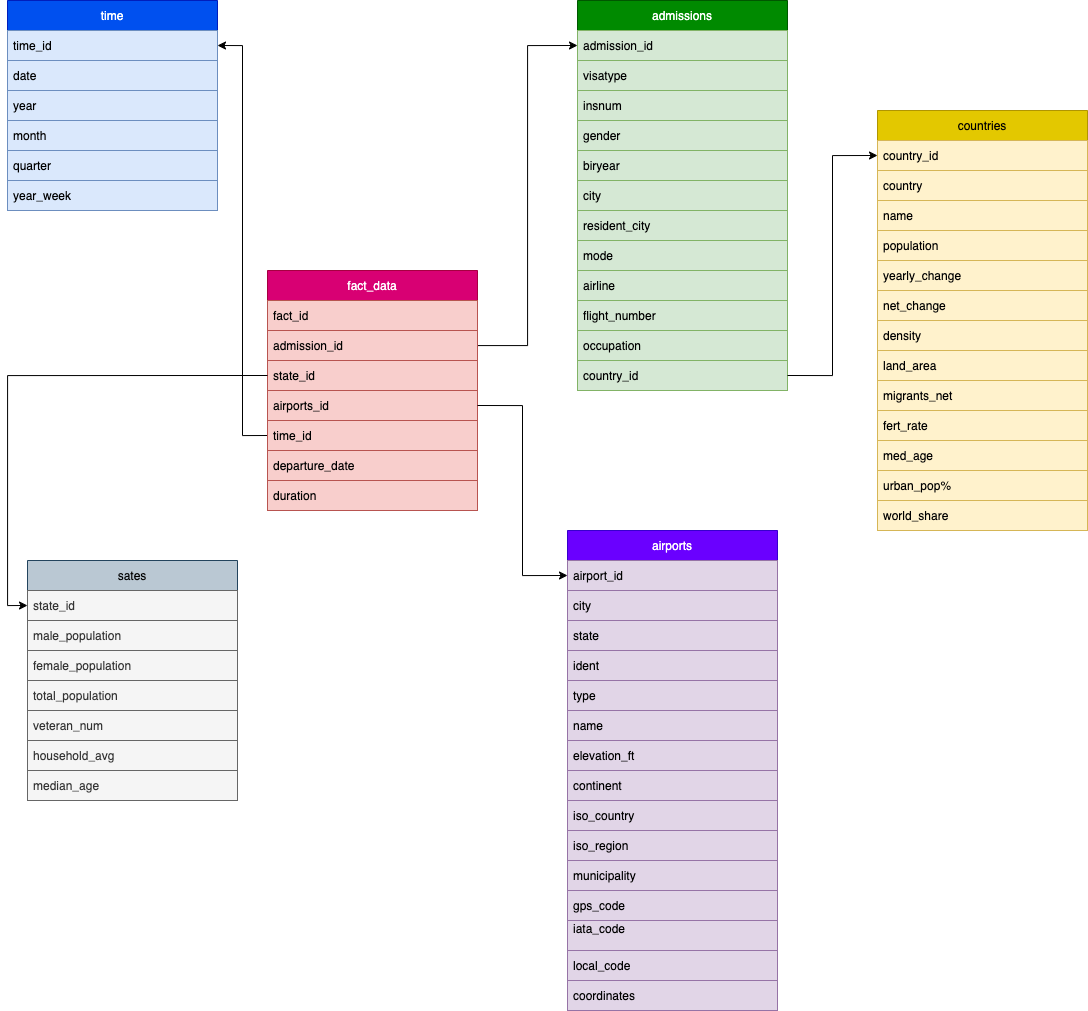 time
time_id
date
year
month
quarter
year_week
admissions
admission_id
visatype
insnum
gender
biryear
city
resident_city
mode
airline
flight_number
occupation
country_id
countries
country_id
country
name
population
yearly_change
net_change
density
land_area
migrants_net
fert_rate
med_age
urban_pop%
world_share
fact_data
fact_id
admission_id
state_id
airports_id
time_id
departure_date
duration
sates
state_id
male_population
female_population
total_population
veteran_num
household_avg
median_age
airports
airport_id
city
state
ident
type
name
elevation_ft
continent
iso_country
iso_region
municipality
gps_code
iata_code
local_code
coordinates